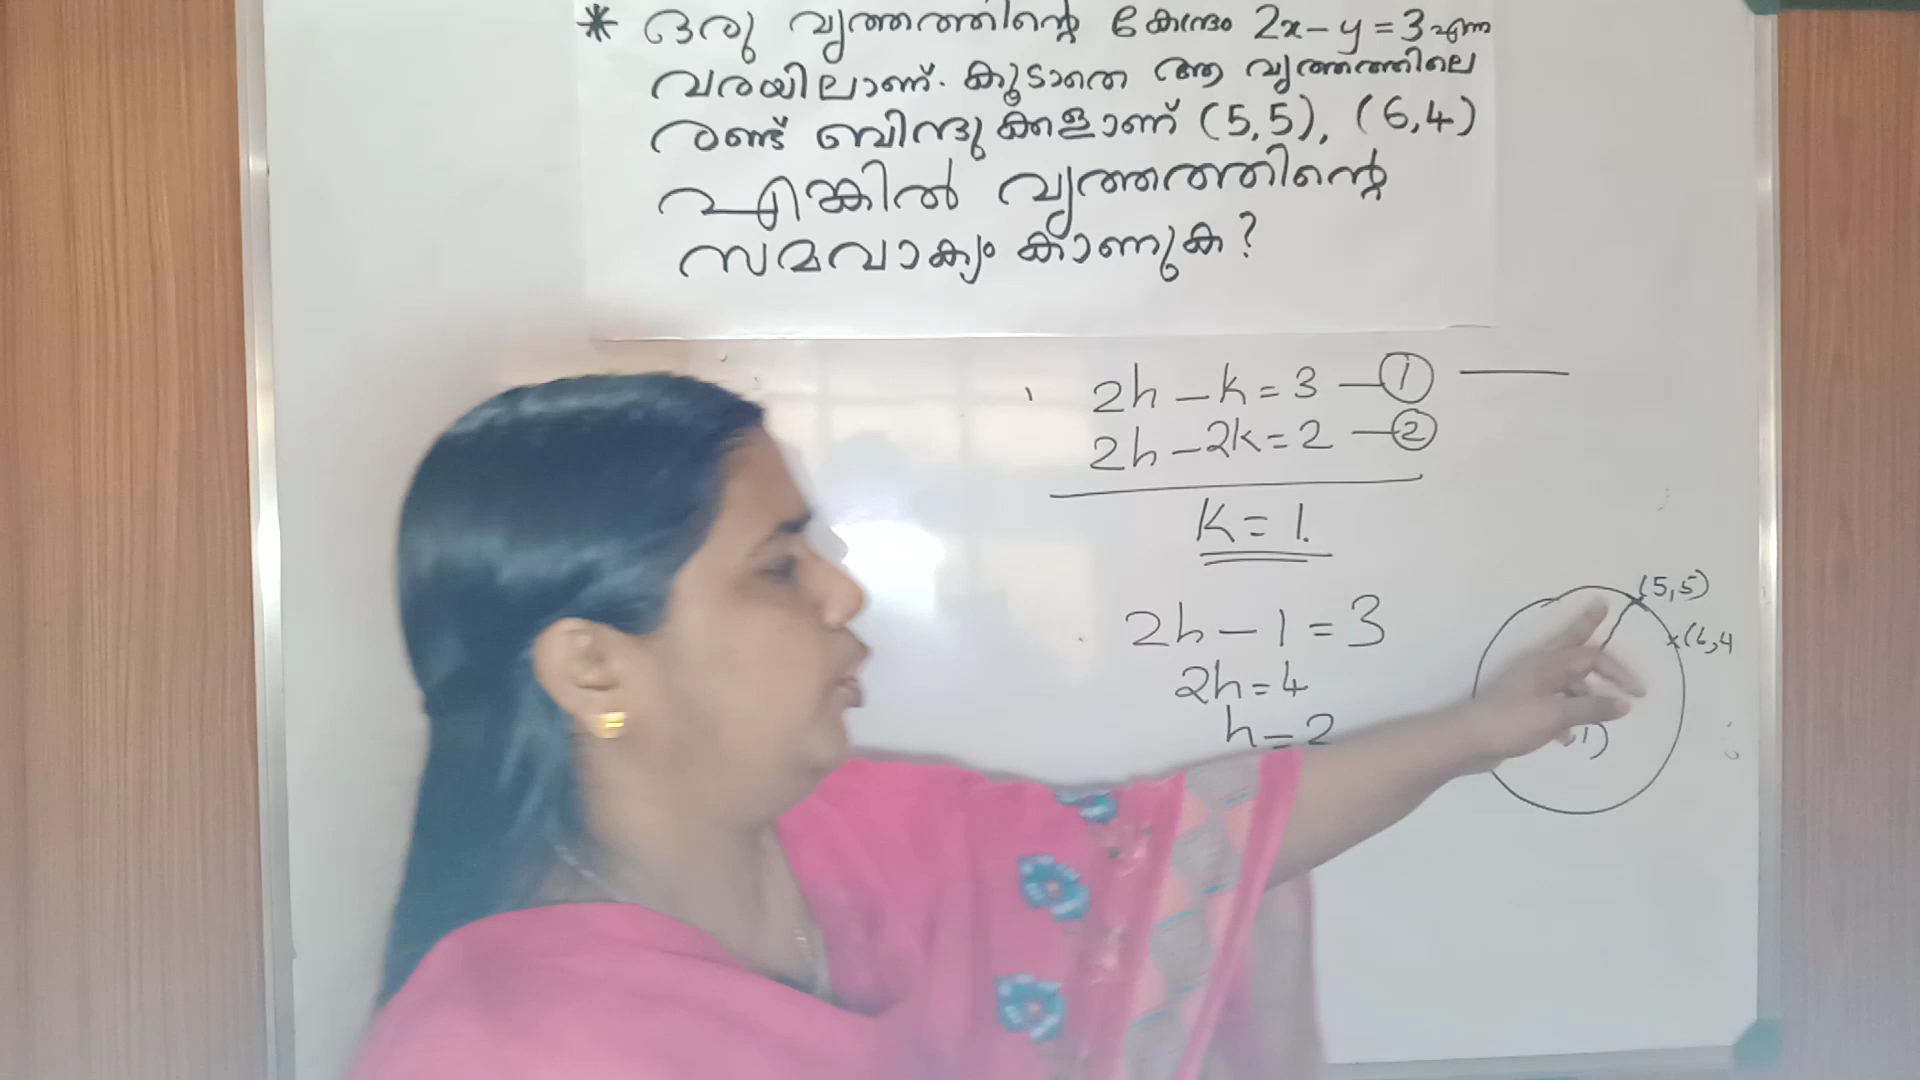 * ഒരു വൃത്തത്തിന്റെ കേന്ദ്രം 2x-y=3 എന്ന
വരയിലാണ്. കൂടാതെ ആ വൃത്തത്തിലെ
രണ്ട് ബിന്ദുക്കളാണ് (5,5), (6,4)
എങ്കിൽ വൃത്തത്തിന്റെ
സമവാക്യം കാണുക?
2h-k=3 —①
2h-2k=2 —②
k=1.
2h-1=3
2h=4
h=2
(5,5)
(6,4
1)